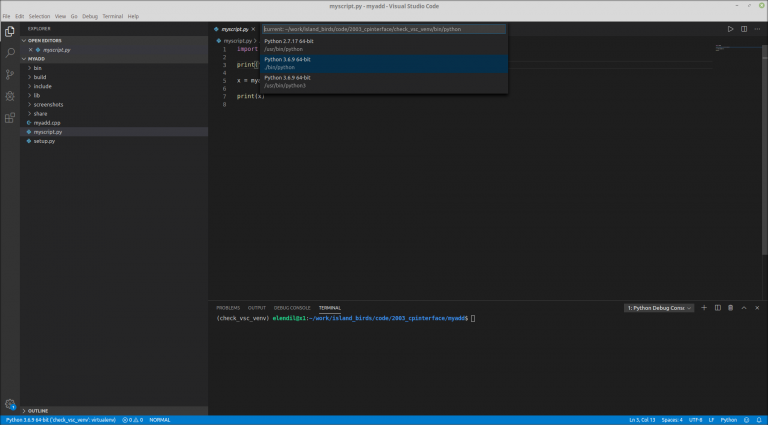 myscript.py - myadd - Visual Studio Code
File Edit Selection View Go Debug Terminal Help
EXPLORER
OPEN EDITORS
myscript.py
MYADD
bin
build
include
lib
screenshots
share
myadd.cpp
myscript.py
setup.py
OUTLINE
myscript.py
myscript.py
current: ~/work/island_birds/code/2003_cpinterface/check_vsc_venv/bin/python
Python 2.7.17 64-bit
/usr/bin/python
Python 3.6.9 64-bit
./bin/python
Python 3.6.9 64-bit
/usr/bin/python3
1 import
2
3 print(
4
5 x = mya
6
7 print(x)
8
PROBLEMS OUTPUT DEBUG CONSOLE TERMINAL
1: Python Debug Conso
(check_vsc_venv) elendil@x1:~/work/island_birds/code/2003_cpinterface/myadd$
Python 3.6.9 64-bit ('check_vsc_venv': virtualenv) 0 0 NORMAL
Ln 3, Col 13 Spaces: 4 UTF-8 LF Python